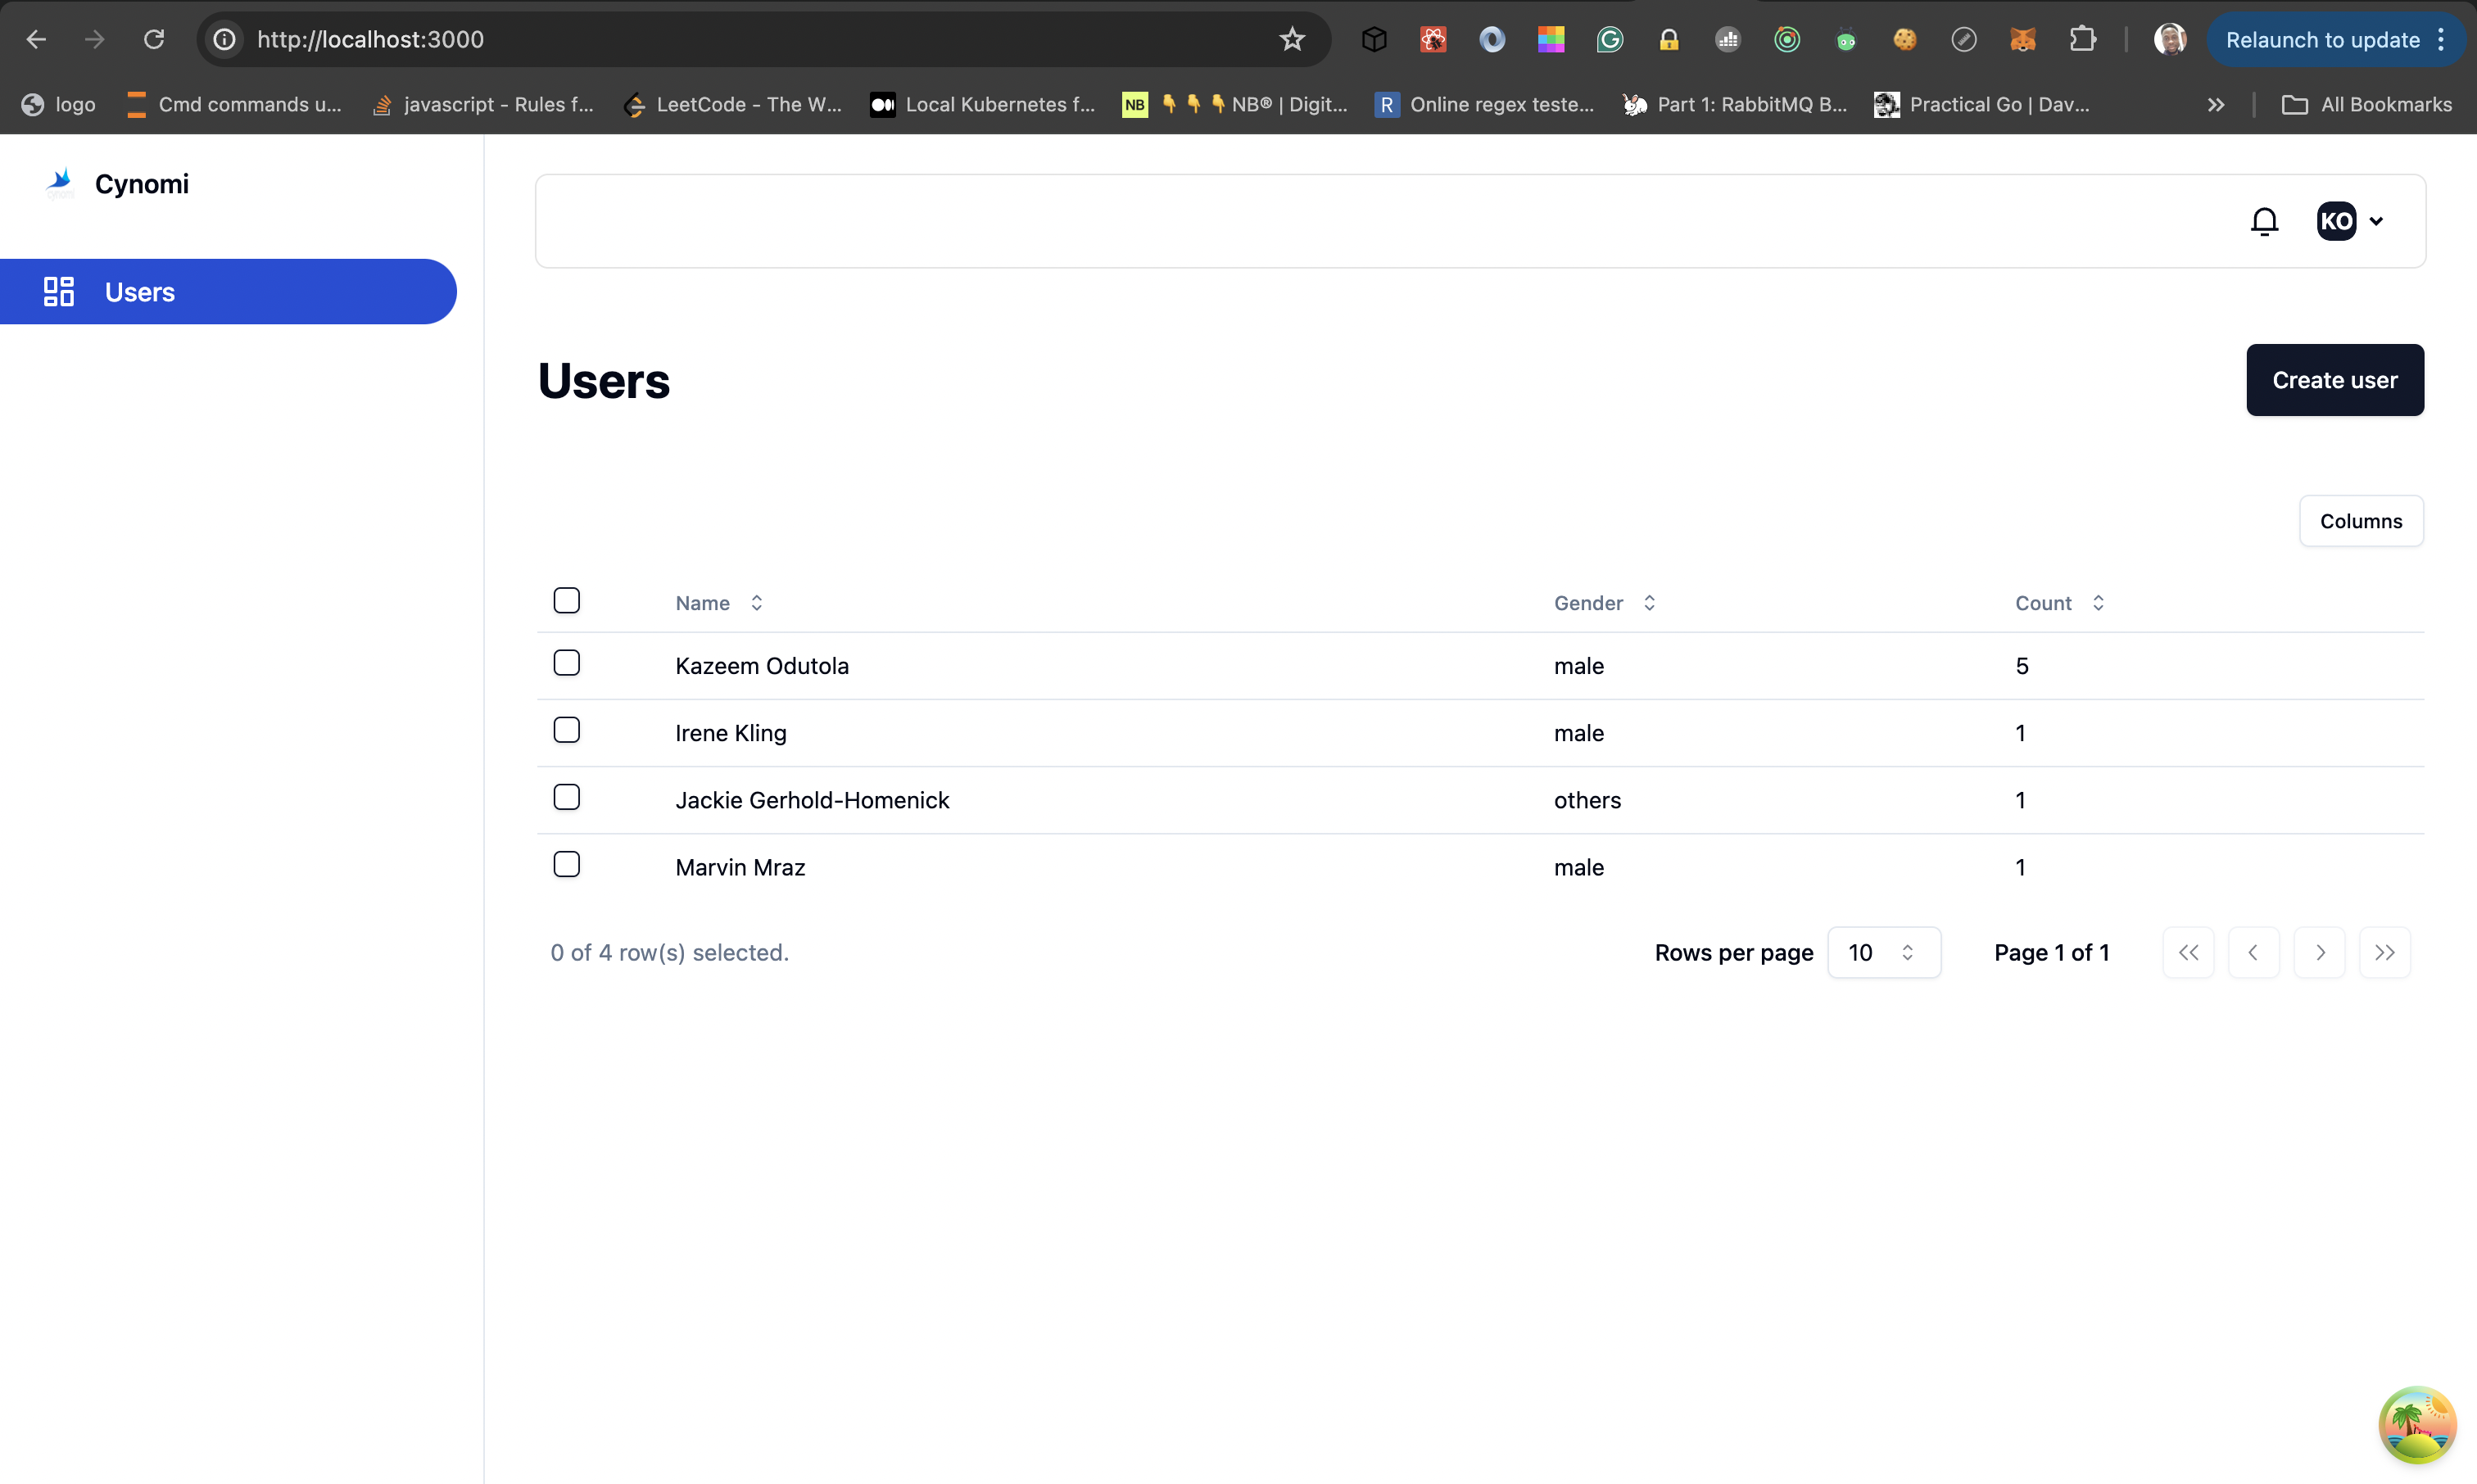 http://localhost:3000
Relaunch to update
logo
Cmd commands u...
javascript - Rules f...
LeetCode - The W...
Local Kubernetes f...
NB 👇👇👇NB® | Digit...
R Online regex teste...
Part 1: RabbitMQ B...
Practical Go | Dav...
All Bookmarks
Cynomi
KO
Users
Users
Create user
Columns
Name Gender Count
Kazeem Odutola male 5
Irene Kling male 1
Jackie Gerhold-Homenick others 1
Marvin Mraz male 1
0 of 4 row(s) selected. Rows per page 10 Page 1 of 1